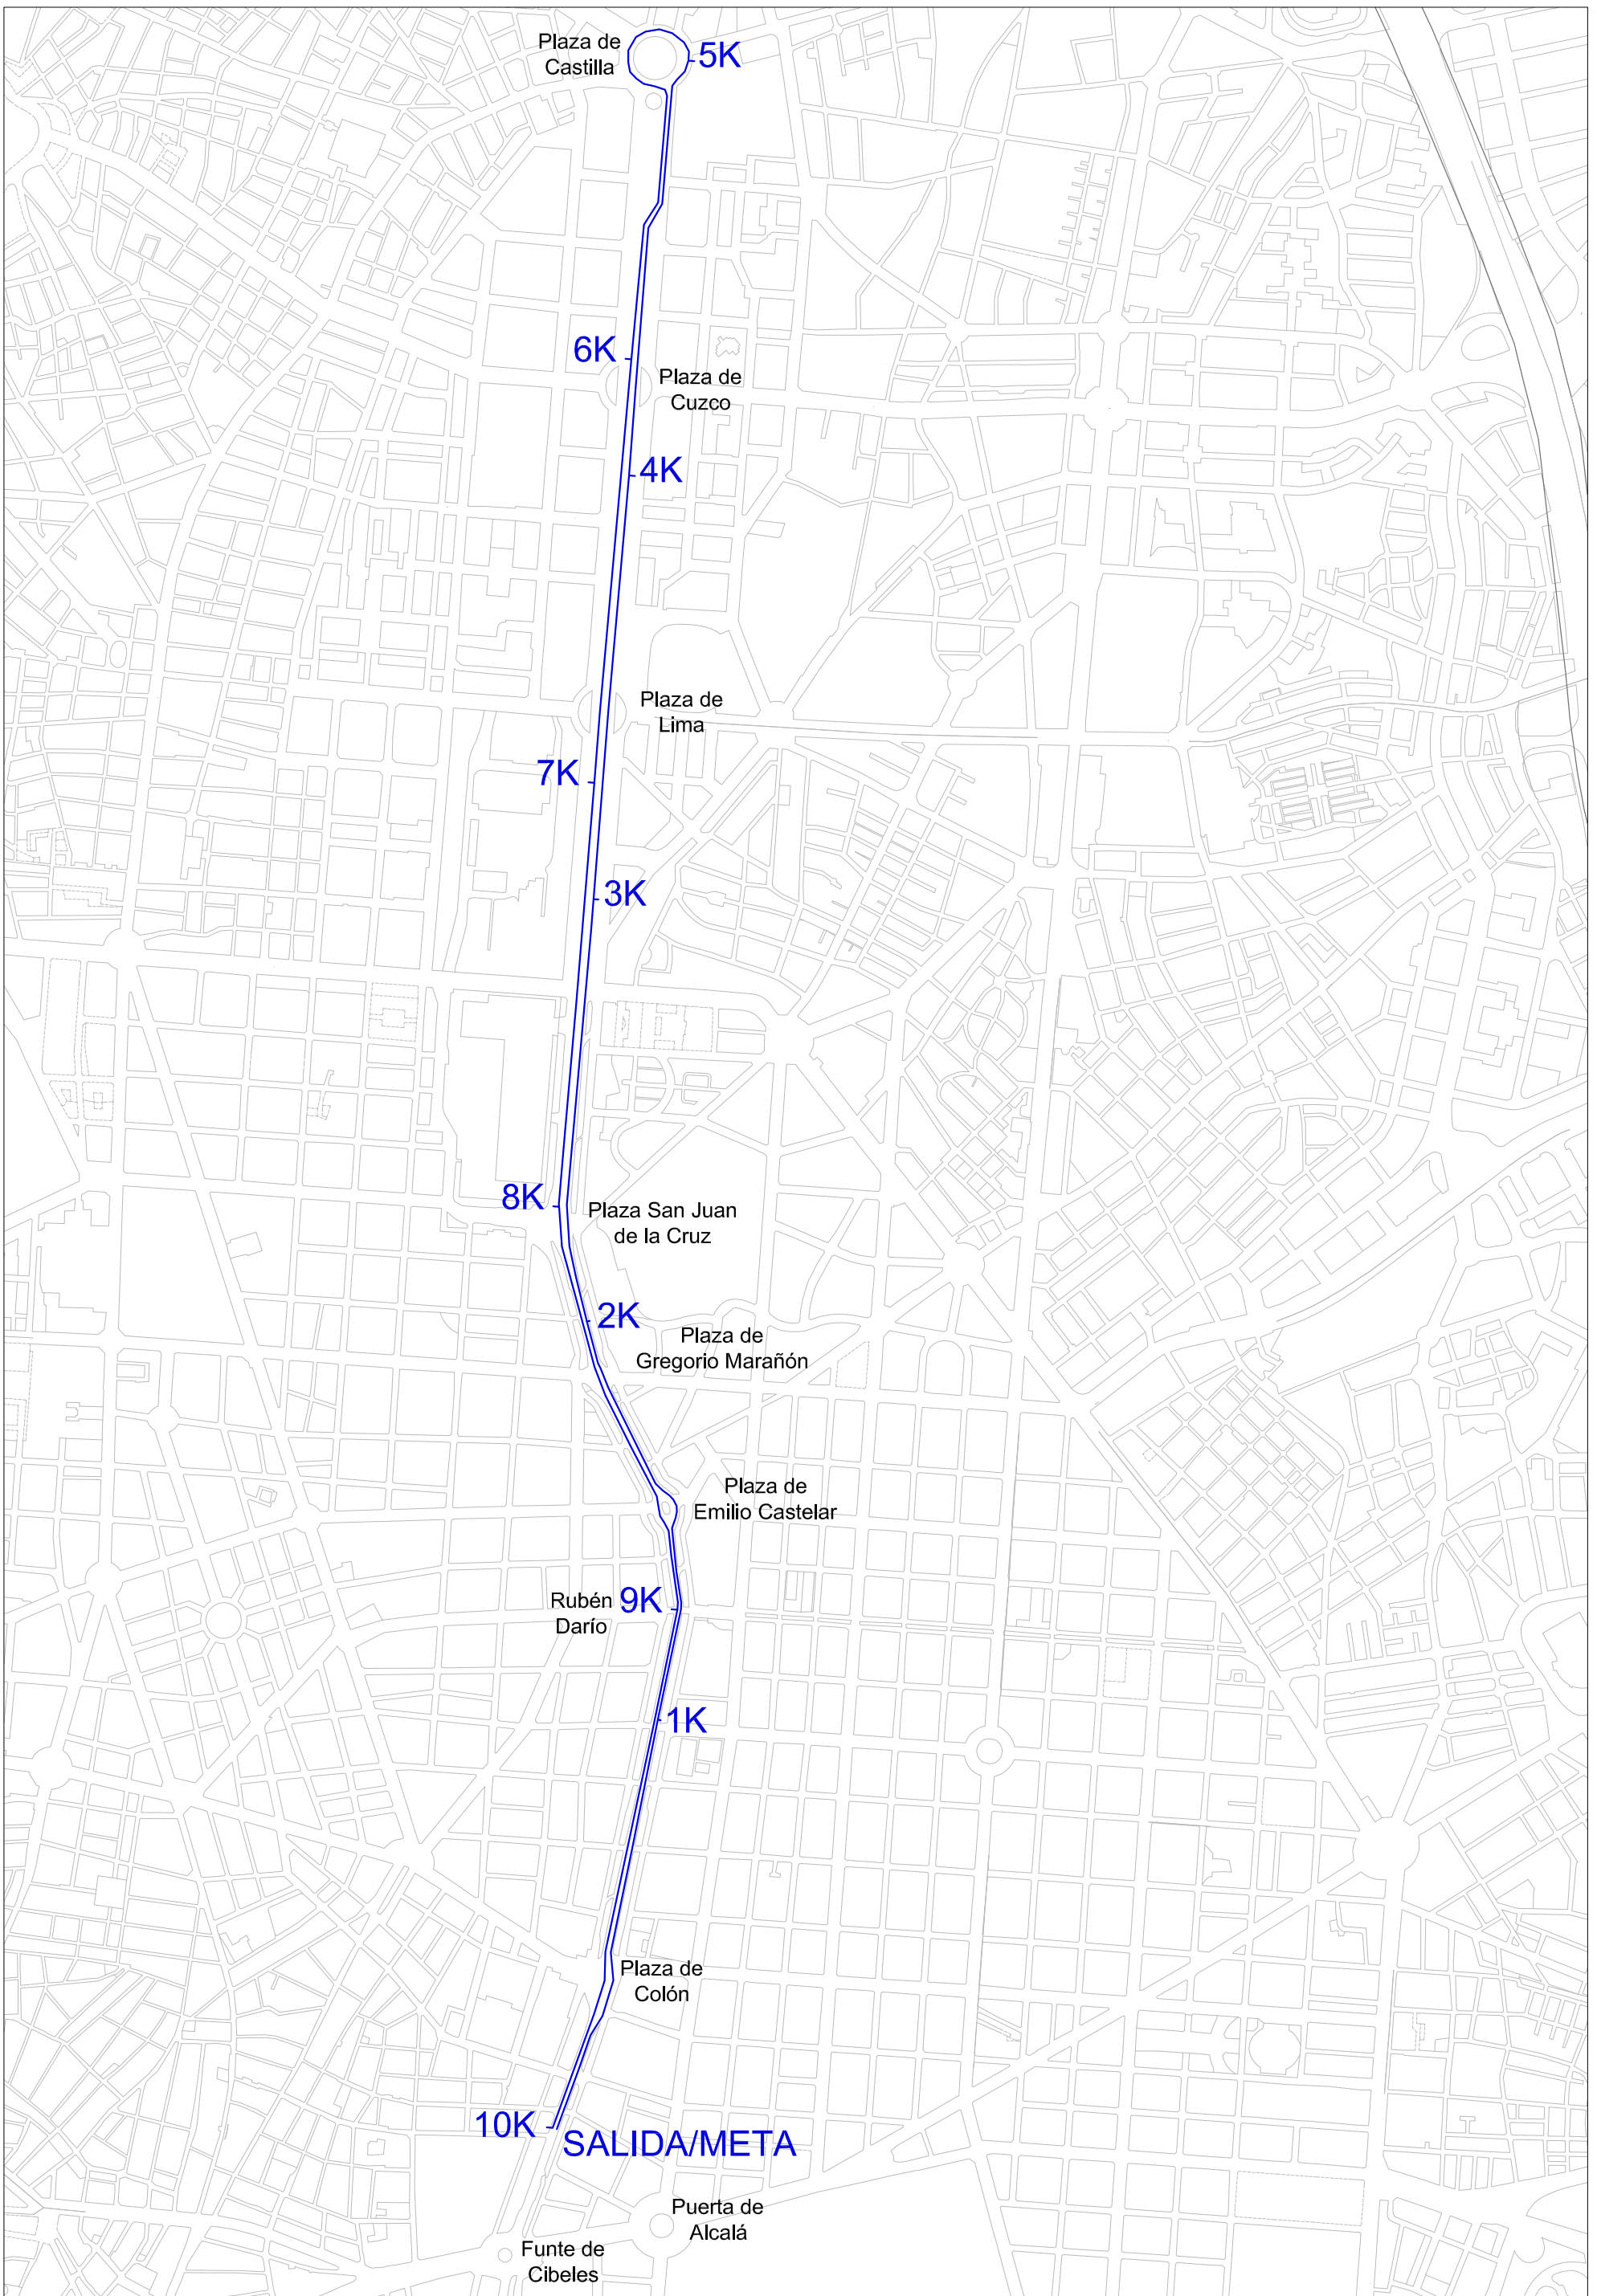 Plaza de
Castilla
5K
6K
Plaza de
Cuzco
4K
Plaza de
Lima
7K
3K
8K
Plaza San Juan
de la Cruz
2K
Plaza de
Gregorio Marañón
Plaza de
Emilio Castelar
Rubén
Darío
9K
1K
Plaza de
Colón
10K
SALIDA/META
Puerta de
Alcalá
Funte de
Cibeles